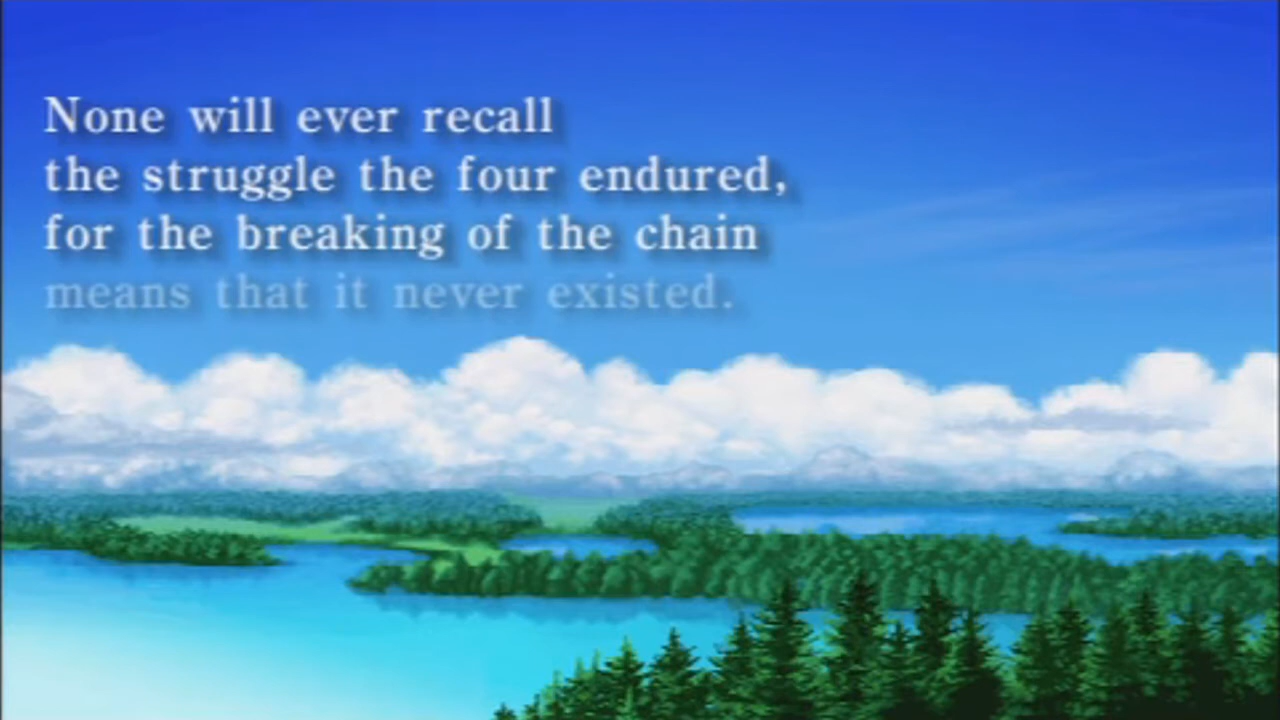 None will ever recall
the struggle the four endured,
for the breaking of the chain
means that it never existed.